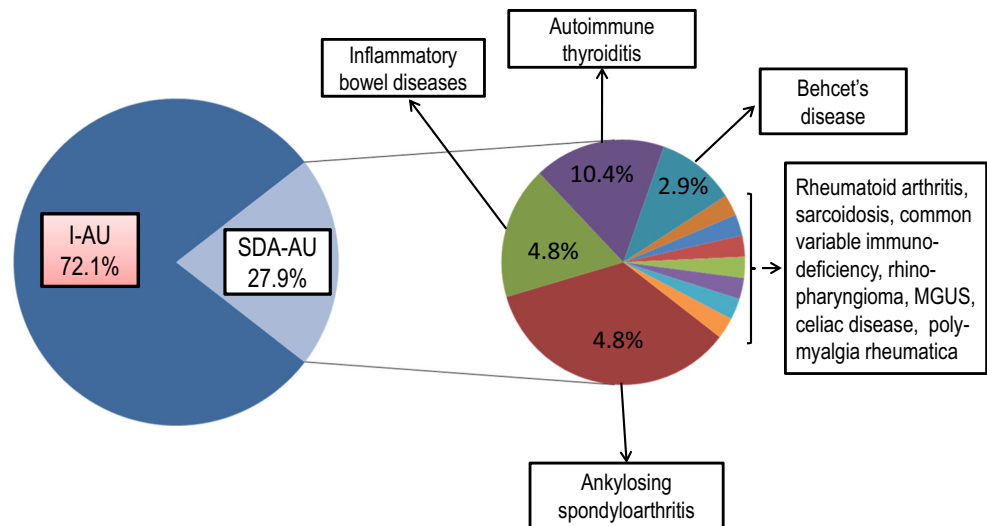 Autoimmune
thyroiditis
Inflammatory
bowel diseases
Behcet's
disease
I-AU
72.1%
SDA-AU
27.9%
10.4%
2.9%
4.8%
4.8%
Rheumatoid arthritis,
sarcoidosis, common
variable immuno-
deficiency, rhino-
pharyngioma, MGUS,
celiac disease, poly-
myalgia rheumatica
Ankylosing
spondyloarthritis